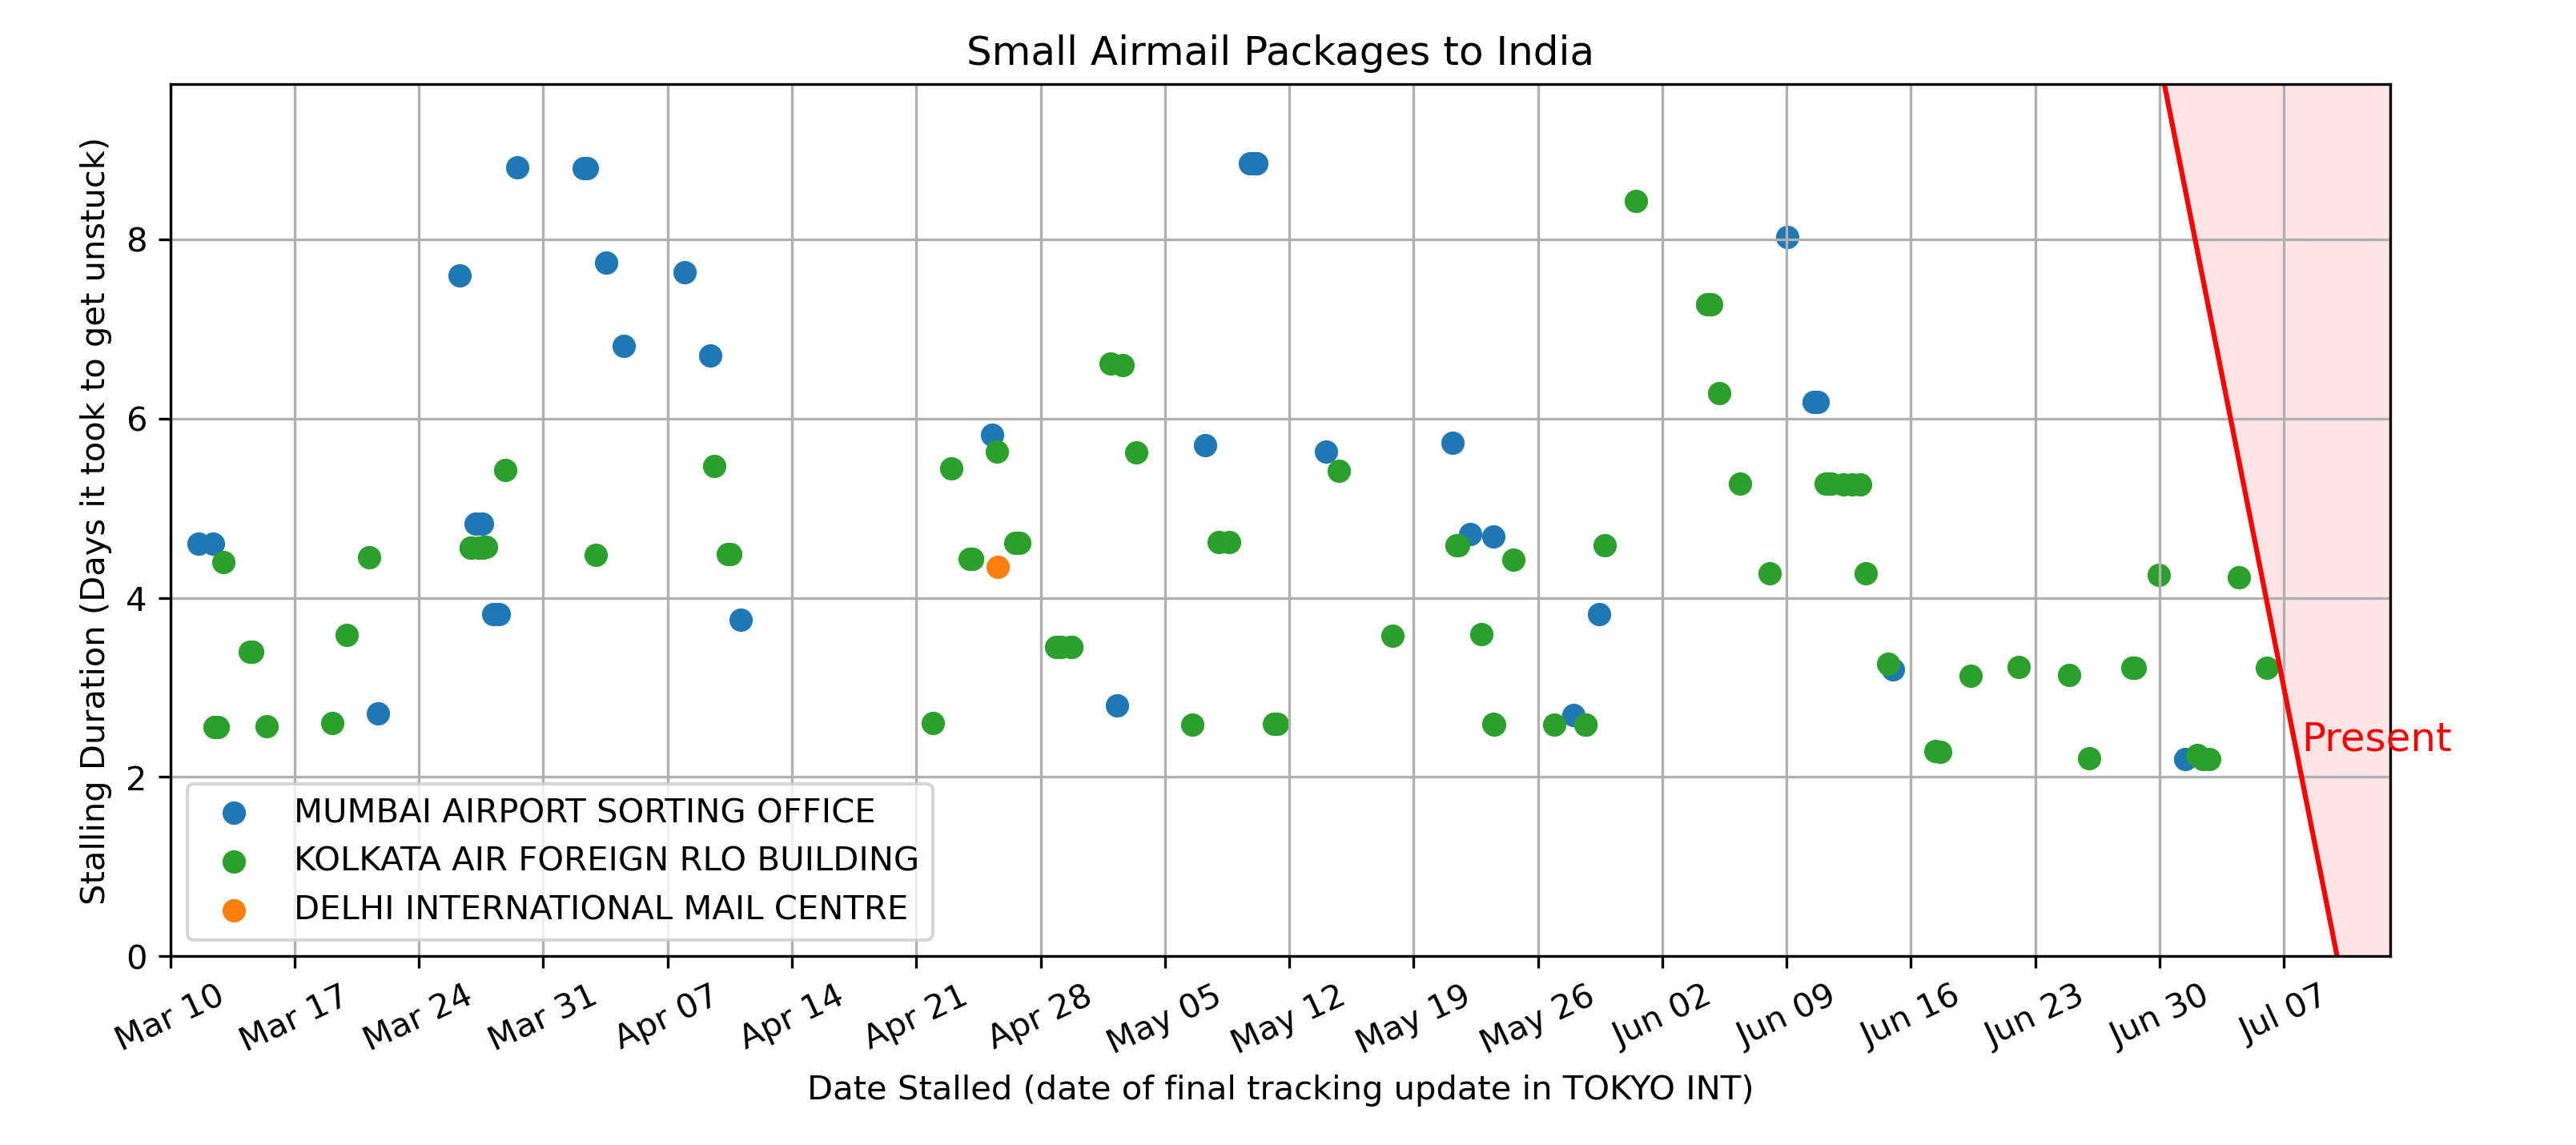 Small Airmail Packages to India
Stalling Duration (Days it took to get unstuck)
8
6
4
2
0
Present
MUMBAI AIRPORT SORTING OFFICE
KOLKATA AIR FOREIGN RLO BUILDING
DELHI INTERNATIONAL MAIL CENTRE
Mar 10 Mar 17 Mar 24 Mar 31 Apr 07 Apr 14 Apr 21 Apr 28 May 05 May 12 May 19 May 26 Jun 02 Jun 09 Jun 16 Jun 23 Jun 30 Jul 07
Date Stalled (date of final tracking update in TOKYO INT)